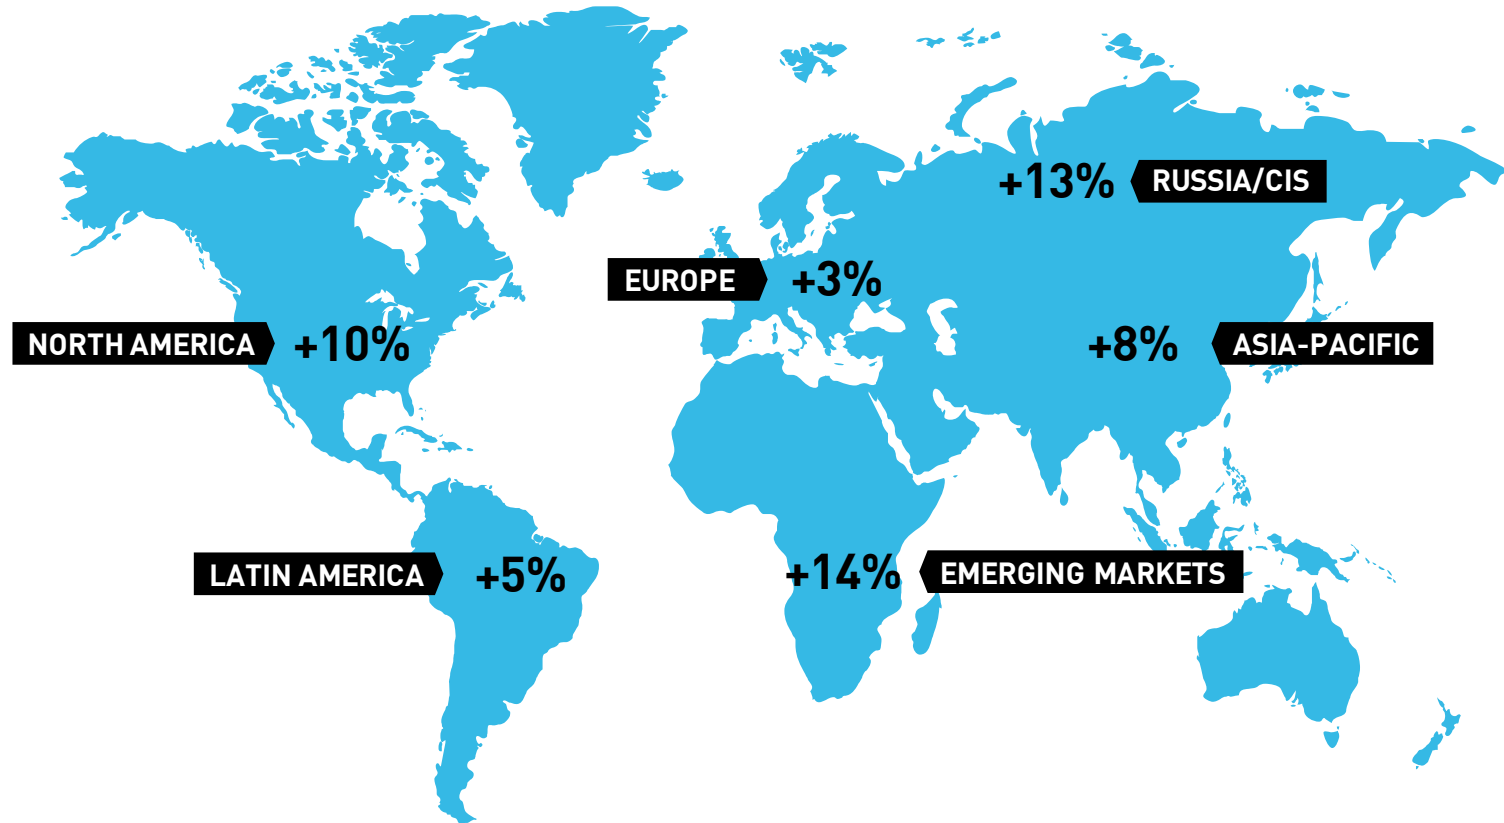 +13% RUSSIA/CIS
EUROPE +3%
NORTH AMERICA +10%
+8% ASIA-PACIFIC
LATIN AMERICA +5%
+14% EMERGING MARKETS